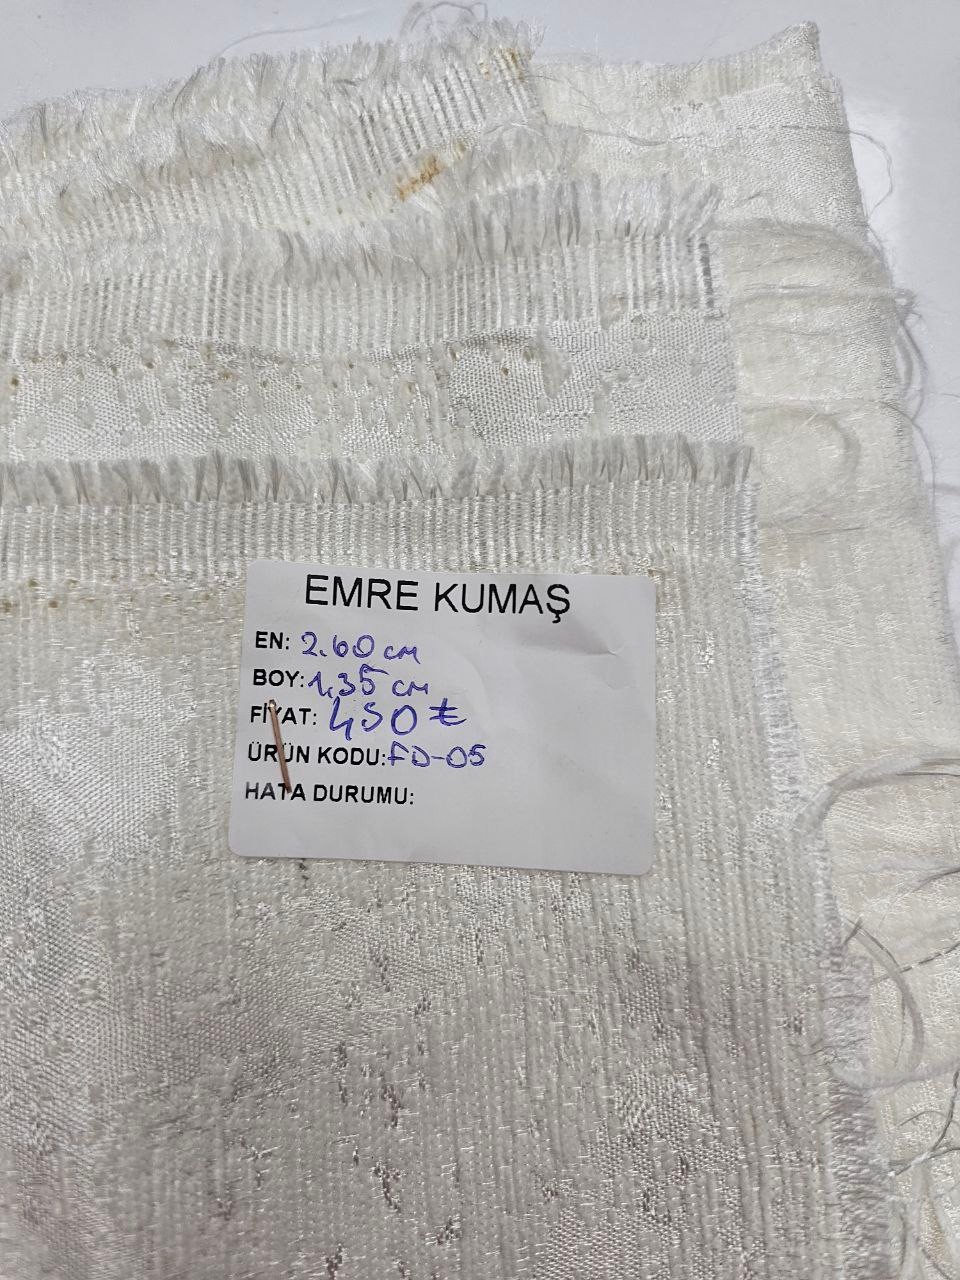 EMRE KUMAŞ
EN: 2.60 cm
BOY: 1,35 cm
FİYAT: 450 ₺
ÜRÜN KODU: FD-05
HATA DURUMU: